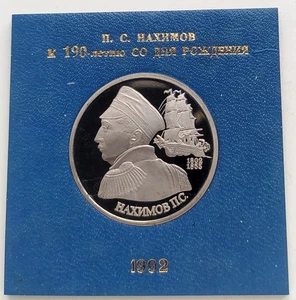 П. С. НАХИМОВ
К 190-летию СО ДНЯ РОЖДЕНИЯ
1802
1855
НАХИМОВ П.С.
1992